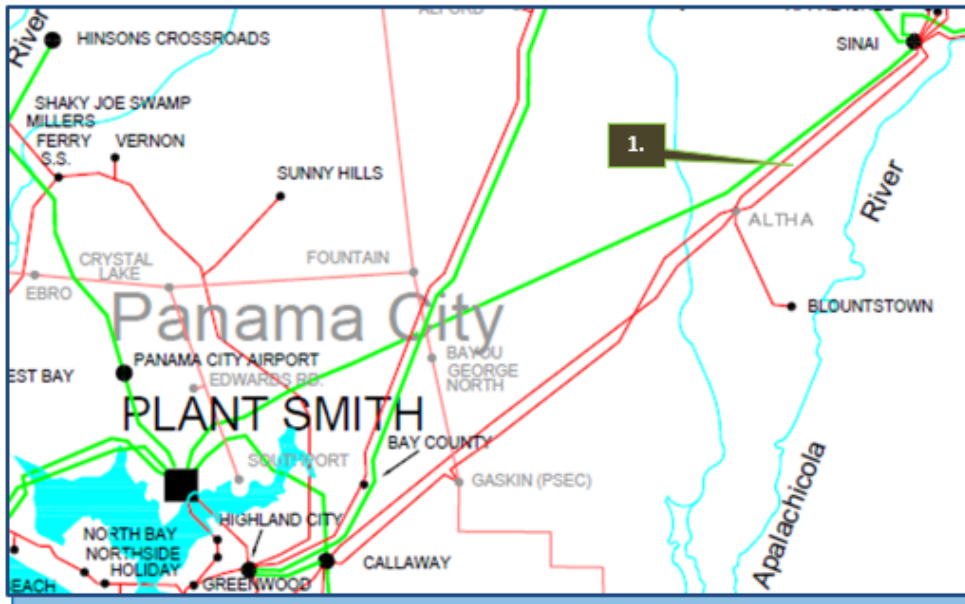 ALFORD
River
HINSONS CROSSROADS
SINAI
SHAKY JOE SWAMP
MILLERS
FERRY
S.S.
VERNON
1.
SUNNY HILLS
River
ALTHA
CRYSTAL
LAKE
FOUNTAIN
EBRO
BLOUNTSTOWN
Panama City
PANAMA CITY AIRPORT
BAYOU
GEORGE
NORTH
EST BAY
EDWARDS RD.
PLANT SMITH
BAY COUNTY
SOUTHPORT
GASKIN (PSEC)
Apalachicola
HIGHLAND CITY
NORTH BAY
NORTHSIDE
HOLIDAY
CALLAWAY
EACH
GREENWOOD